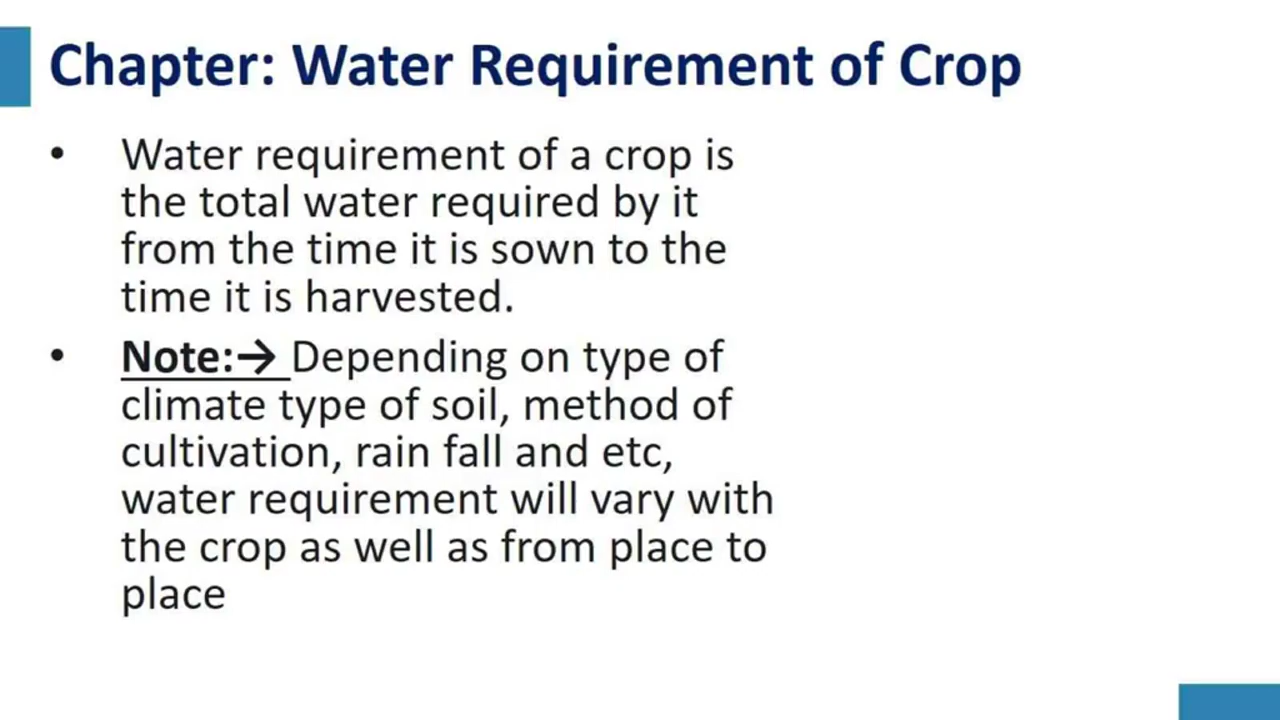 Chapter: Water Requirement of Crop
• Water requirement of a crop is
the total water required by it
from the time it is sown to the
time it is harvested.
• Note:→ Depending on type of
climate type of soil, method of
cultivation, rain fall and etc,
water requirement will vary with
the crop as well as from place to
place